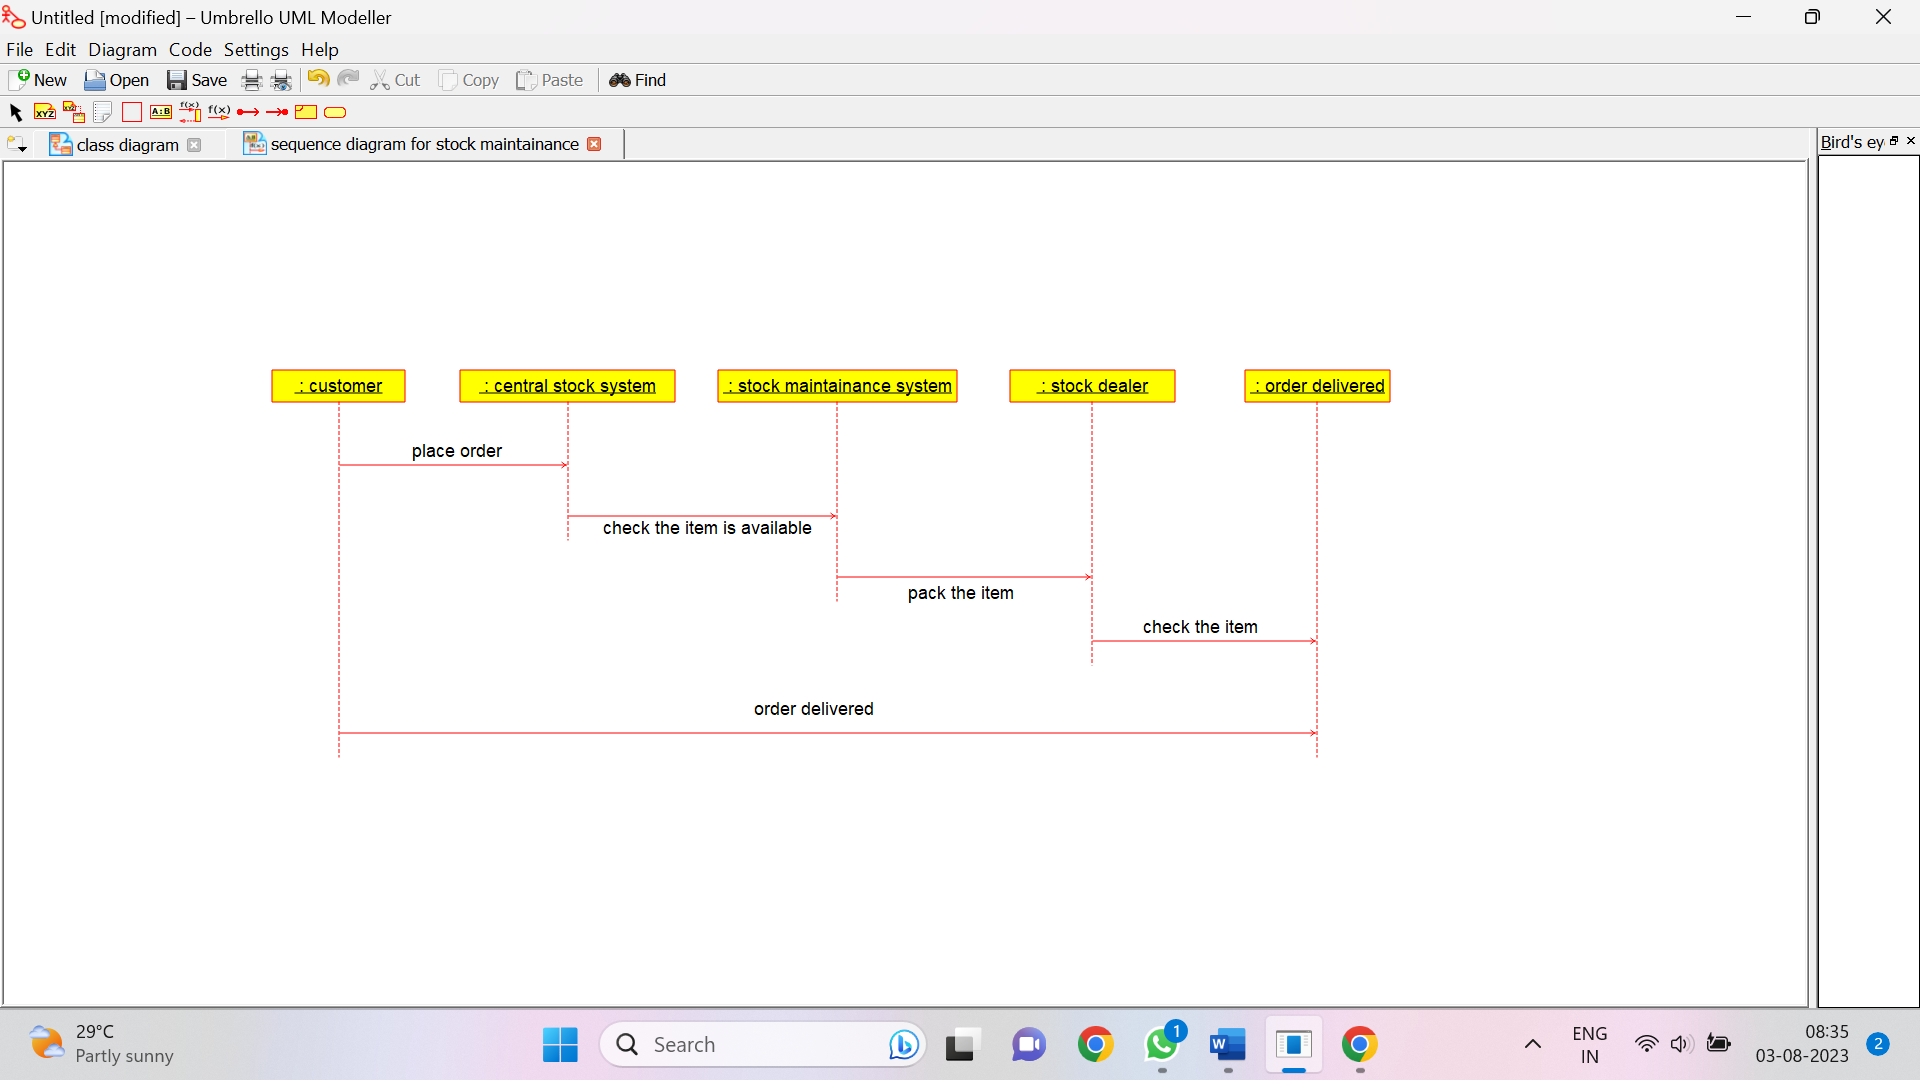 Untitled [modified] – Umbrello UML Modeller
File Edit Diagram Code Settings Help
New Open Save Cut Copy Paste Find
XYZ XYZ A:B f(x) f(x)
class diagram sequence diagram for stock maintainance Bird's ey
: customer : central stock system : stock maintainance system : stock dealer : order delivered
place order
check the item is available
pack the item
check the item
order delivered
29°C
Partly sunny
Search
1
W
ENG
IN
08:35
03-08-2023
2